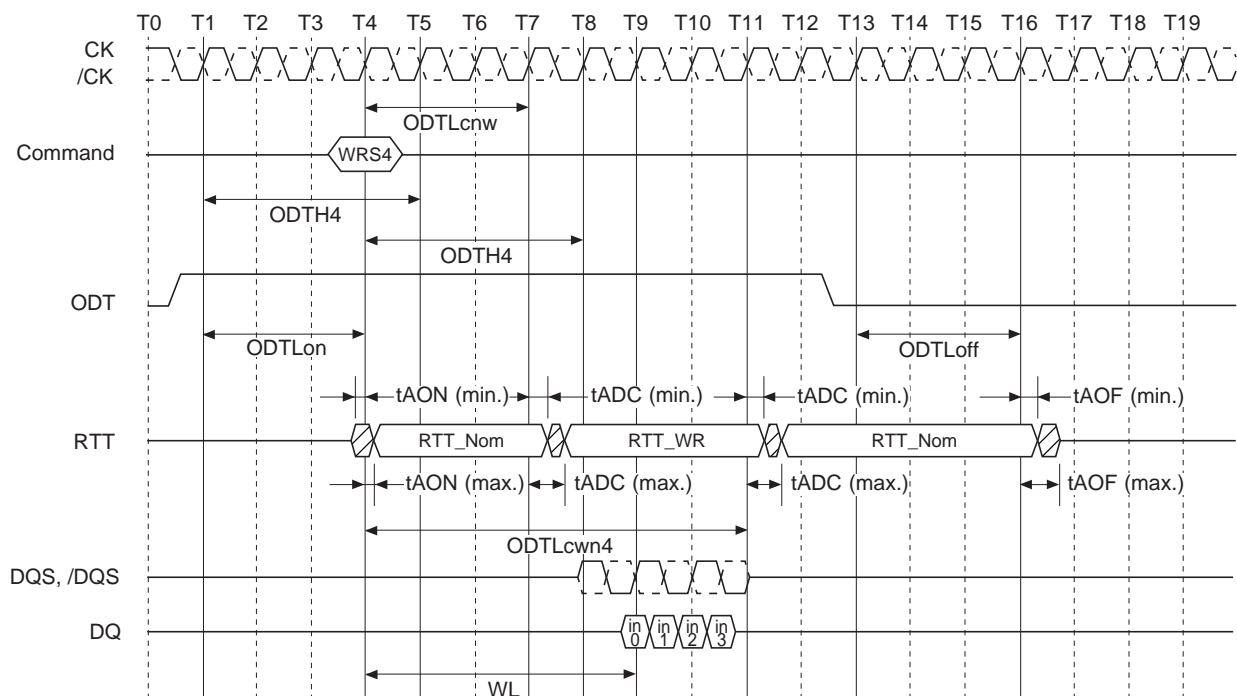 T0 T1 T2 T3 T4 T5 T6 T7 T8 T9 T10 T11 T12 T13 T14 T15 T16 T17 T18 T19
CK
/CK
ODTLcnw
Command
WRS4
ODTH4
ODTH4
ODT
ODTLon
ODTLoff
tAON (min.) tADC (min.) tADC (min.) tAOF (min.)
RTT
RTT_Nom RTT_WR RTT_Nom
tAON (max.) tADC (max.) tADC (max.) tAOF (max.)
ODTLcwn4
DQS, /DQS
DQ
in 0 in 1 in 2 in 3
WL